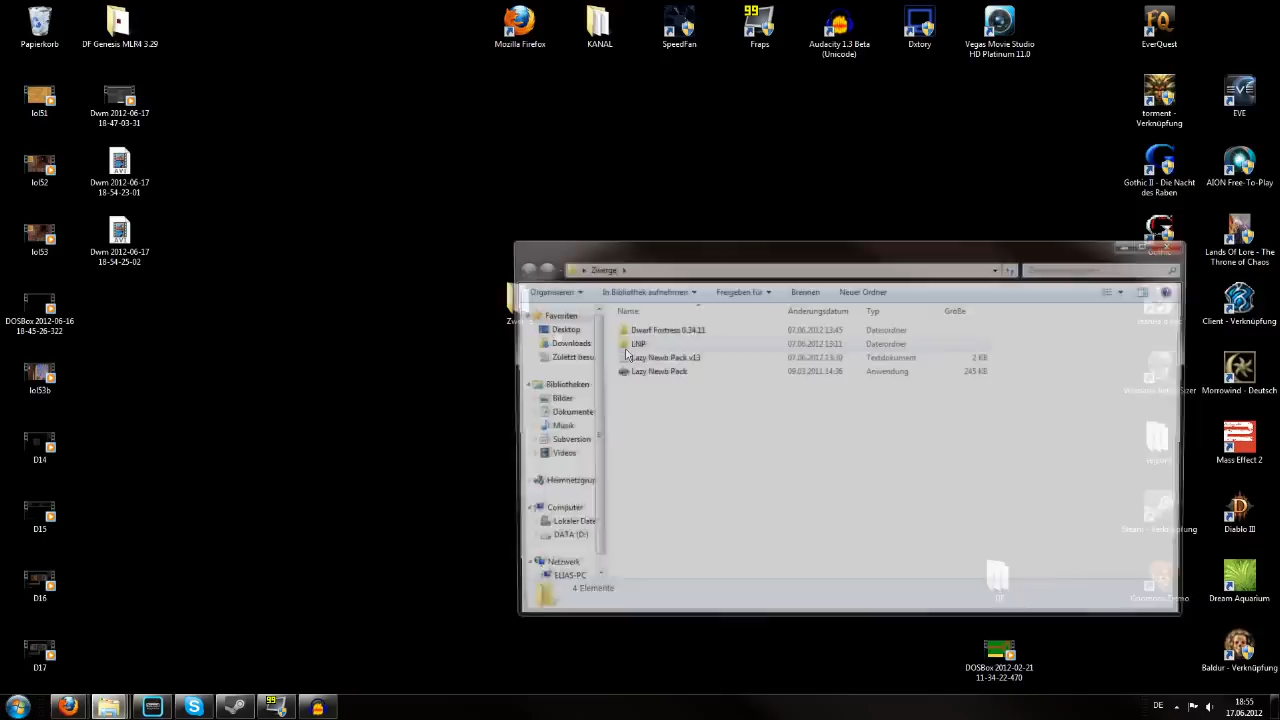 Papierkorb
DF Genesis MLR4 3.29
Mozilla Firefox
KANAL
SpeedFan
99
Fraps
Audacity 1.3 Beta
(Unicode)
Dxtory
Vegas Movie Studio
HD Platinum 11.0
EverQuest
lol51
Dwm 2012-06-17
18-47-03-31
torment -
Verknüpfung
EVE
lol52
Dwm 2012-06-17
18-54-23-01
Gothic II - Die Nacht
des Raben
AION Free-To-Play
lol53
Dwm 2012-06-17
18-54-25-02
Lands Of Lore - The
Throne of Chaos
DOSBox 2012-06-16
18-45-26-322
Client - Verknüpfung
lol53b
Morrowind - Deutsch
D14
Mass Effect 2
D15
Steam - Verknüpfung
Diablo III
D16
Dream Aquarium
D17
DOSBox 2012-02-21
11-34-22-470
Baldur - Verknüpfung
Zwerge
Organisieren
In Bibliothek aufnehmen
Freigeben für
Brennen
Neuer Ordner
Name
Änderungsdatum
Typ
Größe
Dwarf Fortress 0.34.11
07.06.2012 13:45
Dateiordner
LNP
07.06.2012 13:11
Dateiordner
Lazy Newb Pack v13
07.06.2012 13:30
Textdokument
2 KB
Lazy Newb Pack
09.03.2011 14:36
Anwendung
245 KB
Favoriten
Desktop
Downloads
Zuletzt besu
Bibliotheken
Bilder
Dokumente
Musik
Subversion
Videos
Heimnetzgrup
Computer
Lokaler Date
DATA (D:)
Netzwerk
ELIAS-PC
4 Elemente
99
DE
18:55
17.06.2012